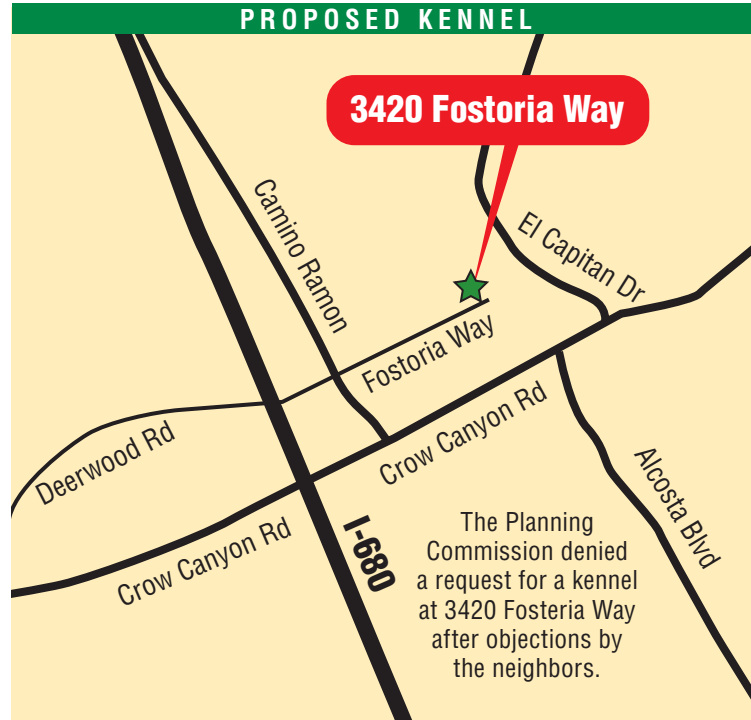 PROPOSED KENNEL
3420 Fostoria Way
Camino Ramon
El Capitan Dr
Fostoria Way
Deerwood Rd
Crow Canyon Rd
Crow Canyon Rd
I-680
Alcosta Blvd
The Planning
Commission denied
a request for a kennel
at 3420 Fosteria Way
after objections by
the neighbors.